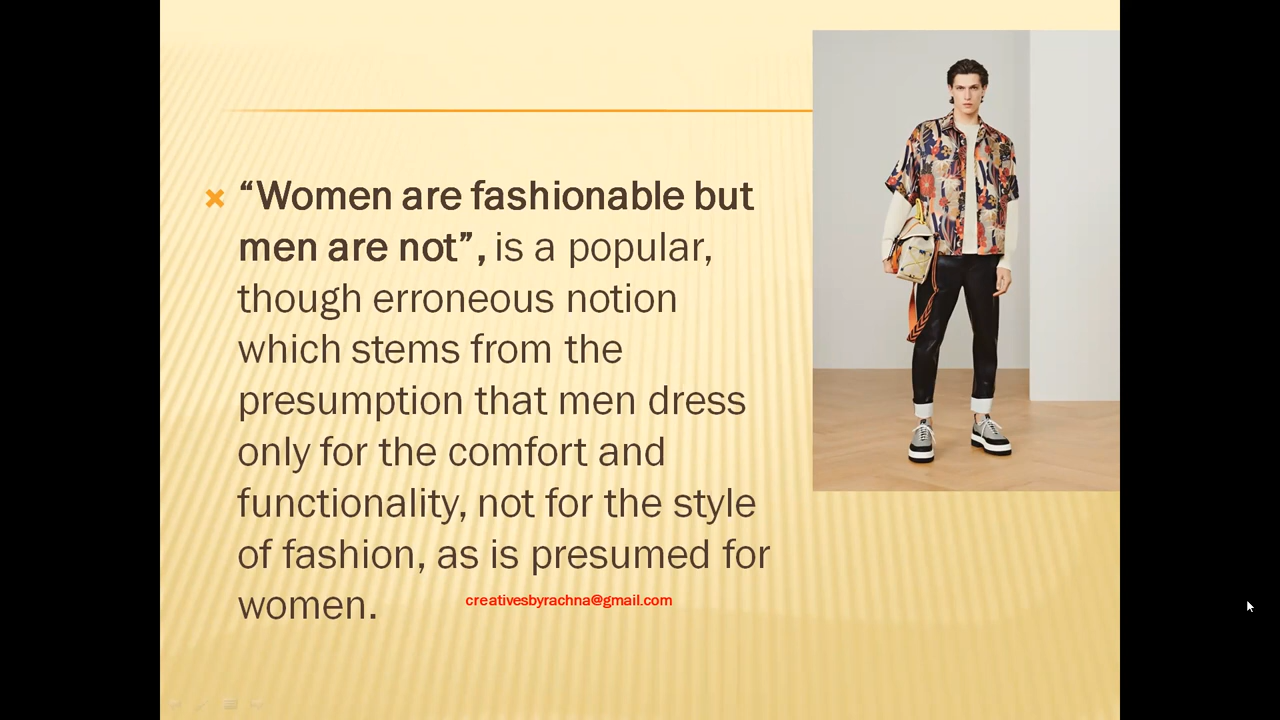 “Women are fashionable but
men are not”, is a popular,
though erroneous notion
which stems from the
presumption that men dress
only for the comfort and
functionality, not for the style
of fashion, as is presumed for
women.
creativesbyrachna@gmail.com